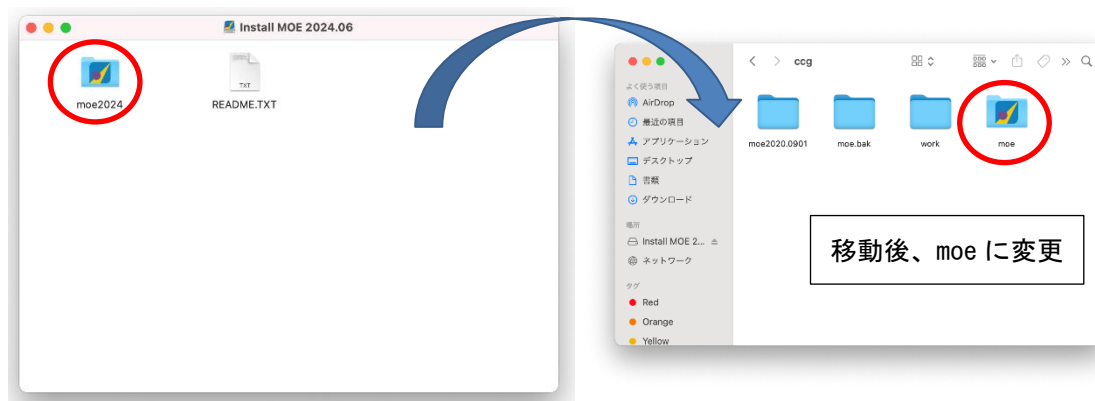 Install MOE 2024.06
moe2024
TXT
README.TXT
ccg
よく使う項目
AirDrop
最近の項目
アプリケーション
デスクトップ
書類
ダウンロード
場所
Install MOE 2...
ネットワーク
タグ
Red
Orange
Yellow
moe2020.0901
moe.bak
work
moe
移動後、moe に変更